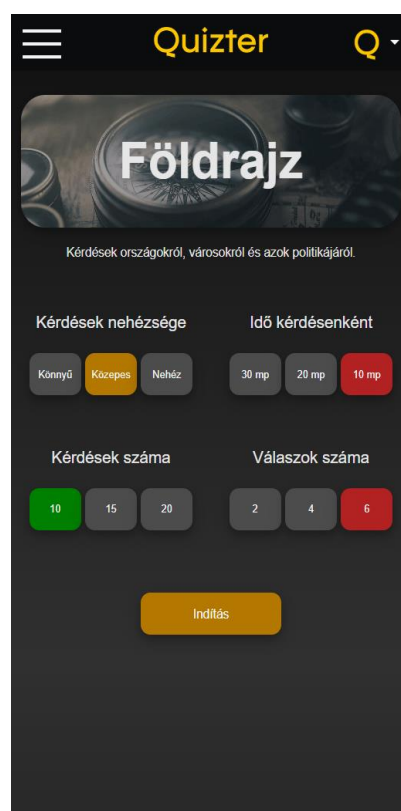 Quizter Q
Földrajz
Kérdések országokról, városokról és azok politikájáról.
Kérdések nehézsége
Könnyű Közepes Nehéz
Idő kérdésenként
30 mp 20 mp 10 mp
Kérdések száma
10 15 20
Válaszok száma
2 4 6
Indítás